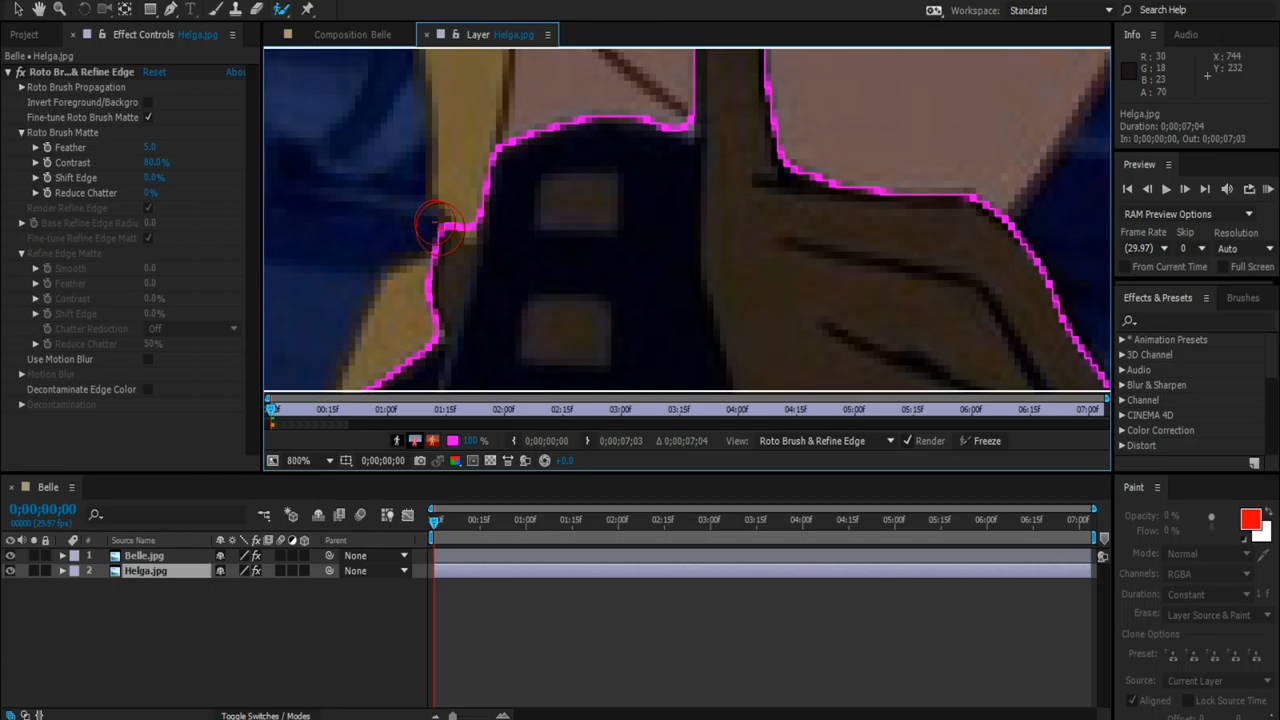 Workspace: Standard Search Help
Project Effect Controls Helga.jpg Composition Belle Layer Helga.jpg Info Audio
Belle • Helga.jpg
Roto Br...& Refine Edge Reset Abou
Roto Brush Propagation
Invert Foreground/Backgro
Fine-tune Roto Brush Matte
Roto Brush Matte
Feather 5.0
Contrast 80.0%
Shift Edge 0.0%
Reduce Chatter 0%
Render Refine Edge
Base Refine Edge Radiu 0.0
Fine-tune Refine Edge Matt
Refine Edge Matte
Smooth 0.0
Feather 0.0
Contrast 0.0%
Shift Edge 0.0%
Chatter Reduction Off
Reduce Chatter 50%
Use Motion Blur
Motion Blur
Decontaminate Edge Color
Decontamination
R: 30 X: 744
G: 18 Y: 232
B: 23
A: 70
Helga.jpg
Duration: 0;00;07;04
In: 0;00;00;00, Out: 0;00;07;03
Preview
RAM Preview Options
Frame Rate Skip Resolution
(29.97) 0 Auto
From Current Time Full Screen
Effects & Presets Brushes
* Animation Presets
3D Channel
Audio
Blur & Sharpen
Channel
CINEMA 4D
Color Correction
Distort
00:15f 01:00f 01:15f 02:00f 02:15f 03:00f 03:15f 04:00f 04:15f 05:00f 05:15f 06:00f 06:15f 07:00f
100 % 0;00;00;00 0;00;07;03 Δ 0;00;07;04 View: Roto Brush & Refine Edge Render Freeze
800% 0;00;00;00 +0.0
Belle
0;00;00;00
00000 (29.97 fps)
00:15f 01:00f 01:15f 02:00f 02:15f 03:00f 03:15f 04:00f 04:15f 05:00f 05:15f 06:00f 06:15f 07:00f
# Source Name Parent
1 Belle.jpg None
2 Helga.jpg None
Toggle Switches / Modes
Paint
Opacity: 0 %
Flow: 0 %
Mode: Normal
Channels: RGBA
Duration: Constant 1 f
Erase: Layer Source & Paint
Clone Options
Preset:
Source: Current Layer
Aligned Lock Source Time